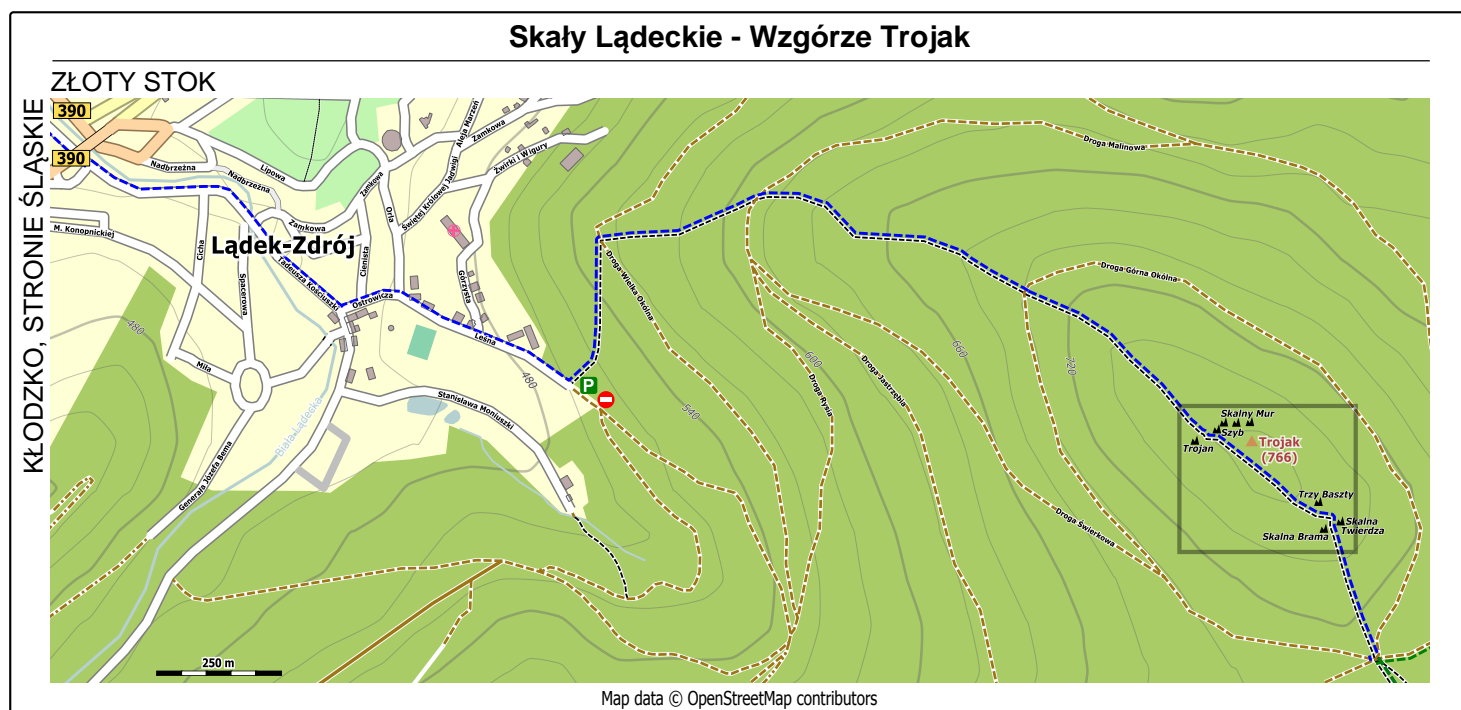 Skały Lądeckie - Wzgórze Trojak
ZŁOTY STOK
KŁODZKO, STRONIE ŚLĄSKIE
390
390
Nadbrzeżna
Nadbrzeżna
Lipowa
Zamkowa
Aleja Marzeń
Zamkowa
Żwirki i Wigury
Świętej Królowej Jadwigi
Orla
Zamkowa
Cienista
M. Konopnickiej
Cicha
Lądek-Zdrój
Spacerowa
Tadeusza Kościuszki
Ostrowicza
Górzysta
Leśna
Miła
480
480
P
Stanisława Moniuszki
Biała Lądecka
Generała Józefa Bema
Droga Malinowa
Droga Wielka Okólna
Droga Górna Okólna
540
600
660
720
Droga Rysia
Droga Jastrzębia
Droga Świerkowa
Skalny Mur
Szyb
Trojan
Trojak
(766)
Trzy Baszty
Skalna
Twierdza
Skalna Brama
250 m
Map data © OpenStreetMap contributors